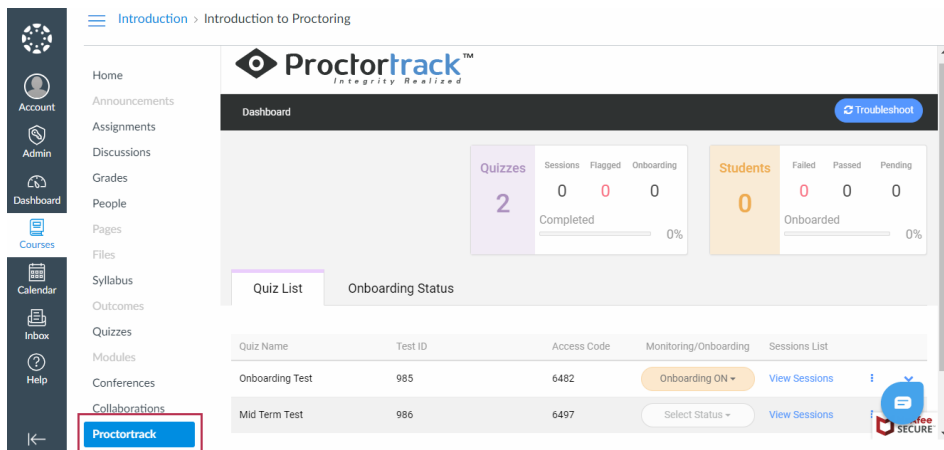 Introduction > Introduction to Proctoring
Account
Admin
Dashboard
Courses
Calendar
Inbox
Help
Home
Announcements
Assignments
Discussions
Grades
People
Pages
Files
Syllabus
Outcomes
Quizzes
Modules
Conferences
Collaborations
Proctortrack
Proctortrack™
Integrity Realized
Dashboard
Troubleshoot
Quizzes
2
Sessions Flagged Onboarding
0 0 0
Completed
0%
Students
0
Failed Passed Pending
0 0 0
Onboarded
0%
Quiz List Onboarding Status
Quiz Name Test ID Access Code Monitoring/Onboarding Sessions List
Onboarding Test 985 6482 Onboarding ON View Sessions
Mid Term Test 986 6497 Select Status View Sessions
SECURE